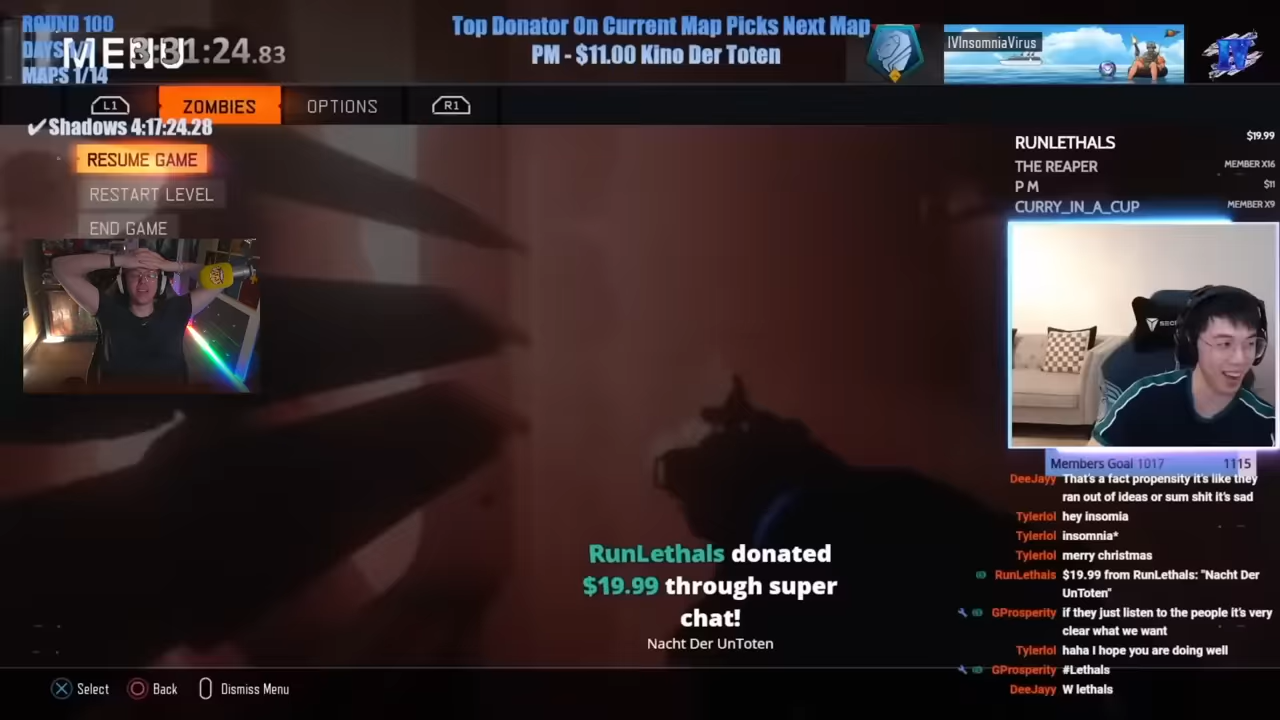 ROUND 100
MENU
3:31:24.83
MAPS 1/14
Top Donator On Current Map Picks Next Map
PM - $11.00 Kino Der Toten
IVInsomniaVirus
L1
ZOMBIES
OPTIONS
R1
✔Shadows 4:17:24.28
RESUME GAME
RESTART LEVEL
END GAME
RUNLETHALS $19.99
THE REAPER MEMBER X16
P M $11
CURRY_IN_A_CUP MEMBER X9
Members Goal 1017 1115
DeeJayy That's a fact propensity it's like they
ran out of ideas or sum shit it's sad
Tylerlol hey insomia
Tylerlol insomnia*
Tylerlol merry christmas
RunLethals $19.99 from RunLethals: "Nacht Der
UnToten"
GProsperity if they just listen to the people it's very
clear what we want
Tylerlol haha I hope you are doing well
GProsperity #Lethals
DeeJayy W lethals
RunLethals donated
$19.99 through super
chat!
Nacht Der UnToten
Select
Back
Dismiss Menu